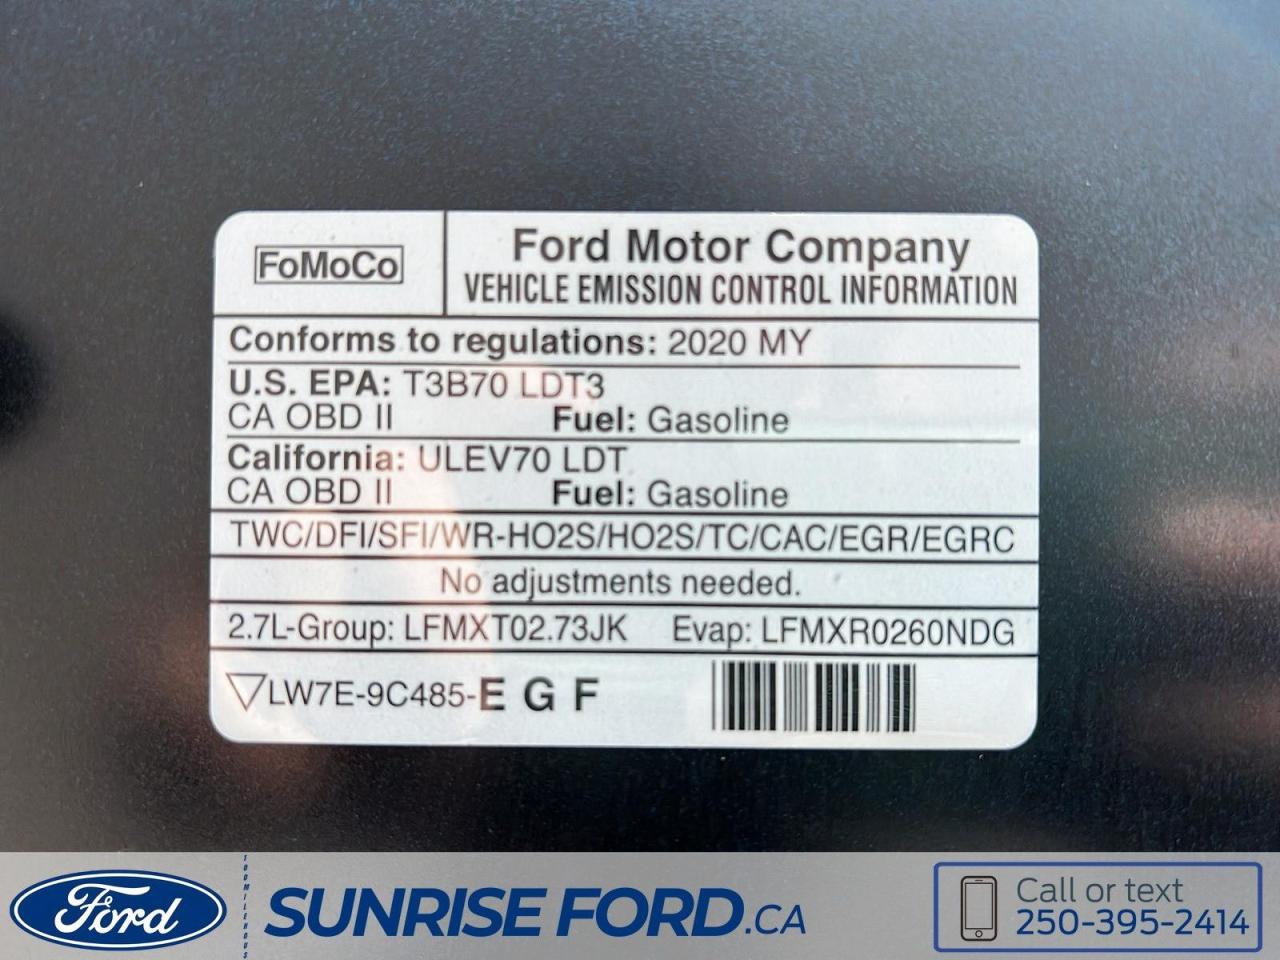 FoMoCo
Ford Motor Company
VEHICLE EMISSION CONTROL INFORMATION
Conforms to regulations: 2020 MY
U.S. EPA: T3B70 LDT3
CA OBD II Fuel: Gasoline
California: ULEV70 LDT
CA OBD II Fuel: Gasoline
TWC/DFI/SFI/WR-HO2S/HO2S/TC/CAC/EGR/EGRC
No adjustments needed.
2.7L-Group: LFMXT02.73JK Evap: LFMXR0260NDG
LW7E-9C485-E G F
Ford
SUNRISE FORD.CA
Call or text
250-395-2414